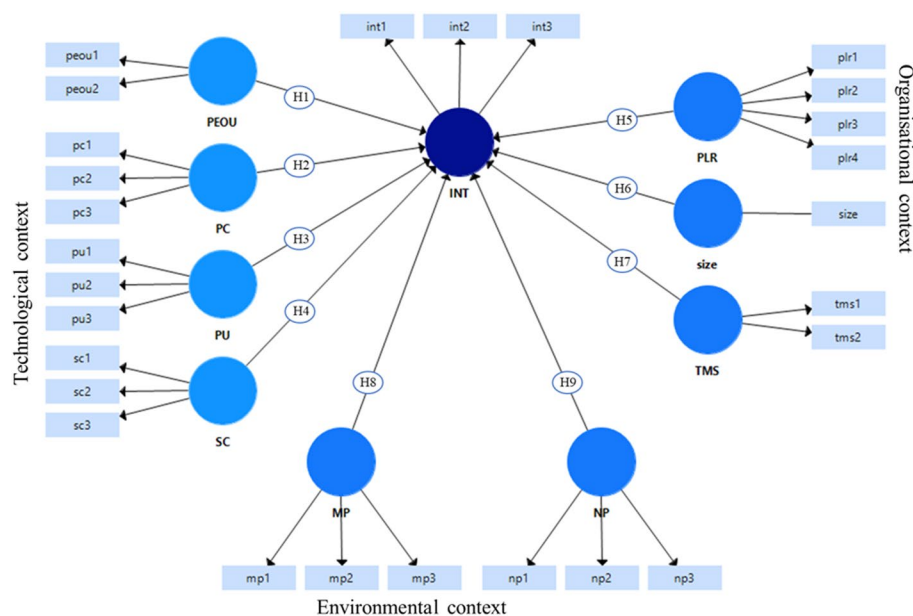 int1
int2
int3
peou1
peou2
PEOU
H1
pc1
pc2
pc3
PC
H2
pu1
pu2
pu3
PU
H3
sc1
sc2
sc3
SC
H4
Technological context
INT
H5
PLR
plr1
plr2
plr3
plr4
H6
size
size
H7
TMS
tms1
tms2
Organisational context
H8
MP
mp1
mp2
mp3
H9
NP
np1
np2
np3
Environmental context